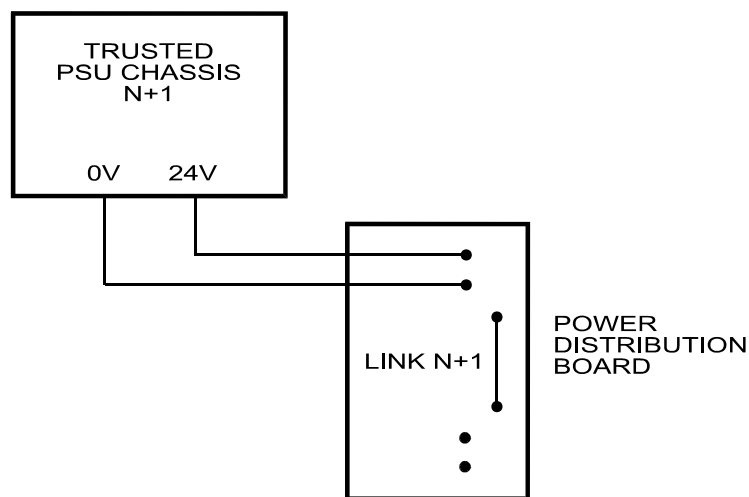 TRUSTED
PSU CHASSIS
N+1
0V 24V
LINK N+1
POWER
DISTRIBUTION
BOARD